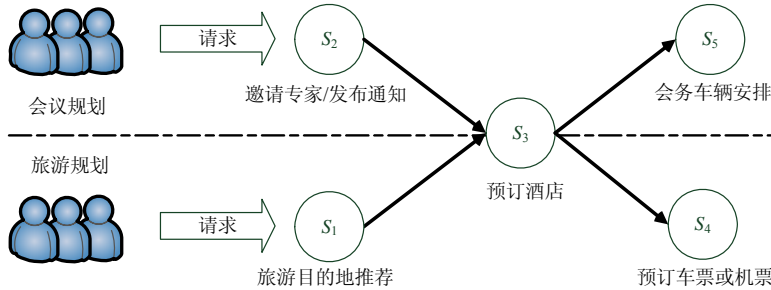 请求
S2
S5
会议规划
邀请专家/发布通知
会务车辆安排
S3
旅游规划
预订酒店
请求
S1
S4
旅游目的地推荐
预订车票或机票